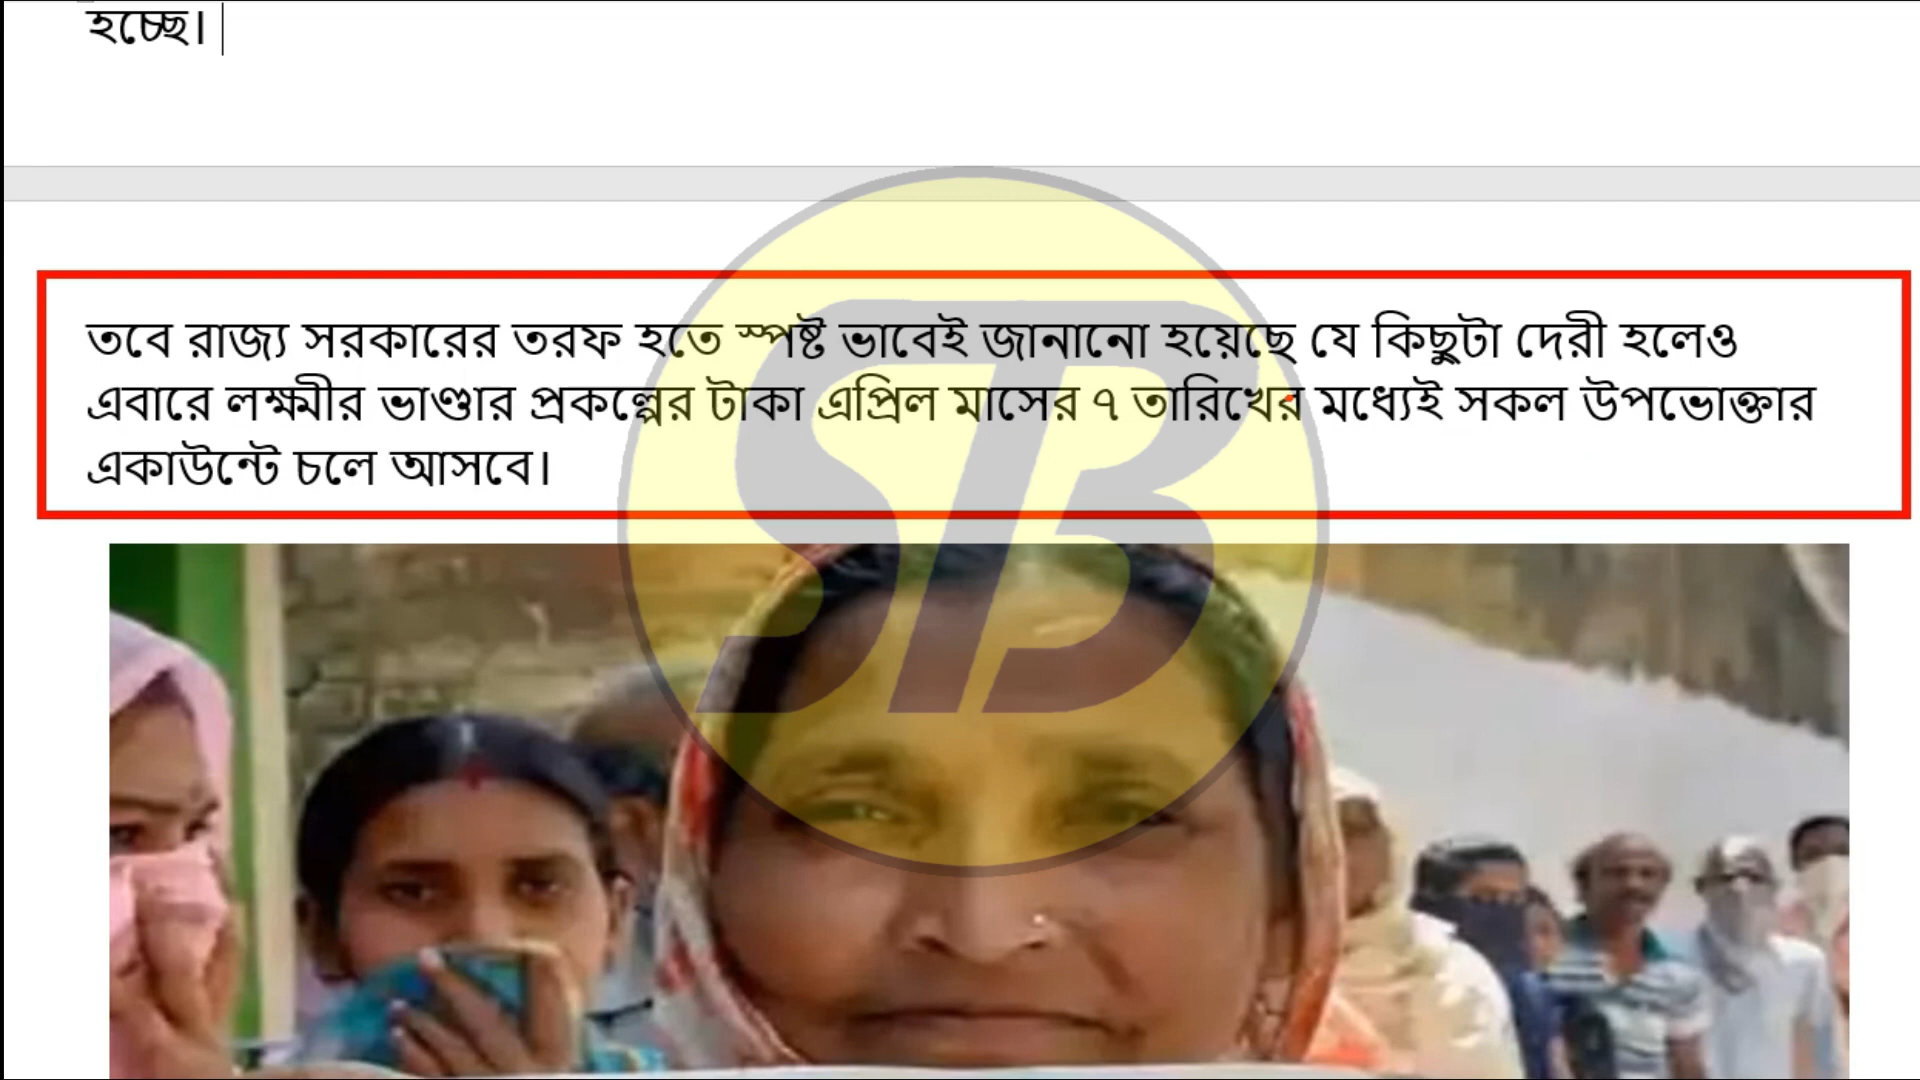 হচ্ছে।
তবে রাজ্য সরকারের তরফ হতে স্পষ্ট ভাবেই জানানো হয়েছে যে কিছুটা দেরী হলেও
এবারে লক্ষ্মীর ভাণ্ডার প্রকল্পের টাকা এপ্রিল মাসের ৭ তারিখের মধ্যেই সকল উপভোক্তার
একাউন্টে চলে আসবে।
STB